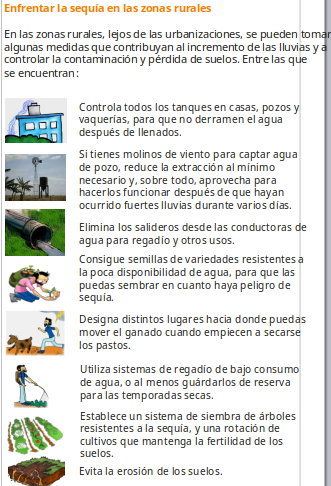 Enfrentar la sequía en las zonas rurales
En las zonas rurales, lejos de las urbanizaciones, se pueden tomar
algunas medidas que contribuyan al incremento de las lluvias y a
controlar la contaminación y pérdida de suelos. Entre las que
se encuentran:
Controla todos los tanques en casas, pozos y
vaquerías, para que no derramen el agua
después de llenados.
Si tienes molinos de viento para captar agua
de pozo, reduce la extracción al mínimo
necesario y, sobre todo, aprovecha para
hacerlos funcionar después de que hayan
ocurrido fuertes lluvias durante varios días.
Elimina los salideros desde las conductoras de
agua para regadío y otros usos.
Consigue semillas de variedades resistentes a
la poca disponibilidad de agua, para que las
puedas sembrar en cuanto haya peligro de
sequía.
Designa distintos lugares hacia donde puedas
mover el ganado cuando empiecen a secarse
los pastos.
Utiliza sistemas de regadío de bajo consumo
de agua, o al menos guárdarlos de reserva
para las temporadas secas.
Establece un sistema de siembra de árboles
resistentes a la sequía, y una rotación de
cultivos que mantenga la fertilidad de los
suelos.
Evita la erosión de los suelos.